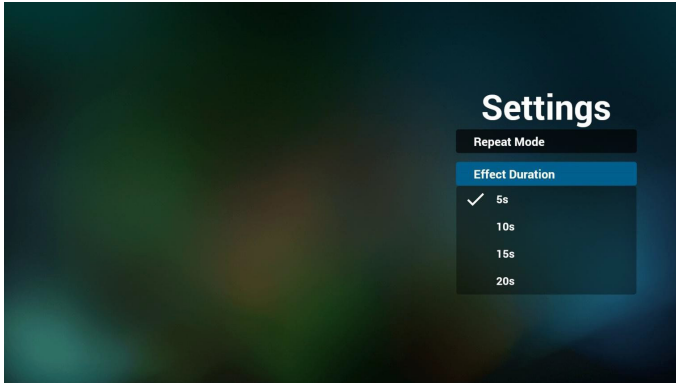 Settings
Repeat Mode
Effect Duration
5s
10s
15s
20s